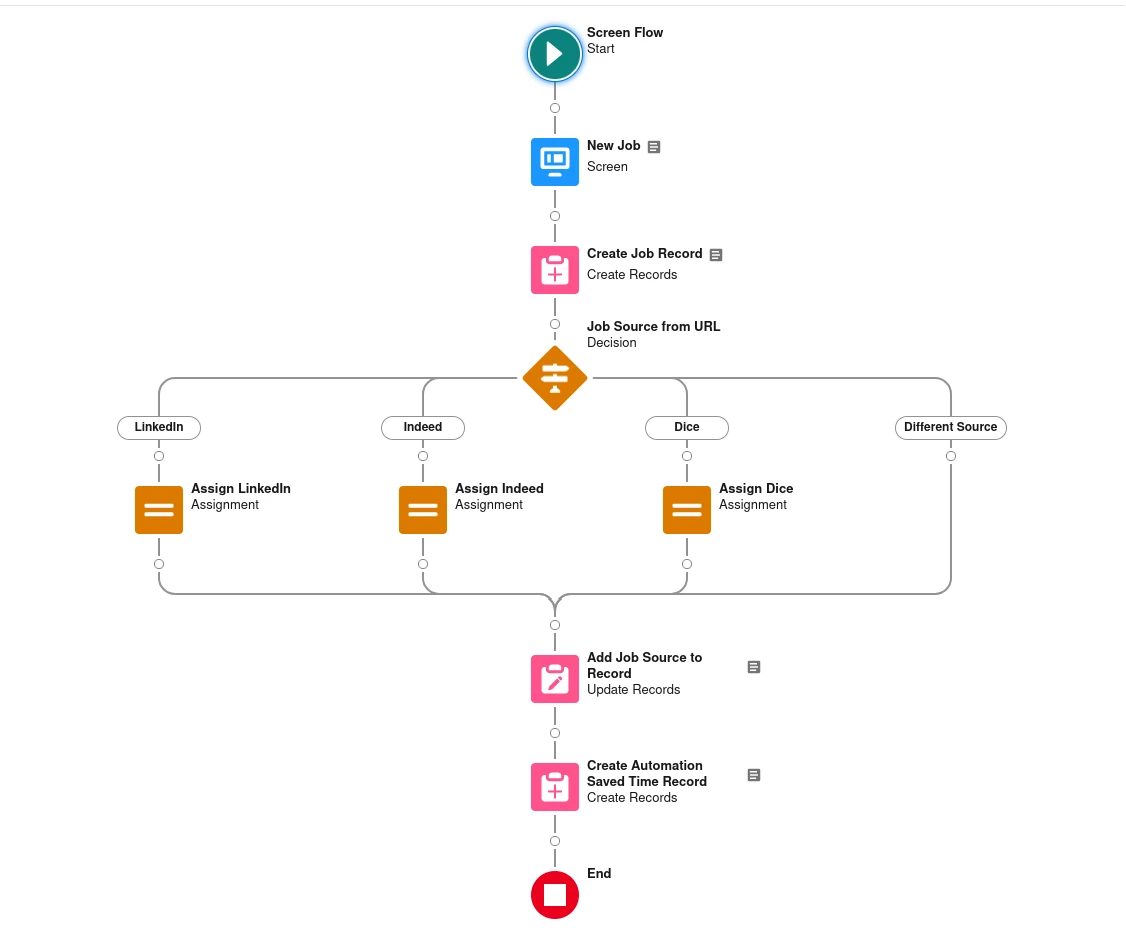 Screen Flow
Start
New Job
Screen
Create Job Record
Create Records
Job Source from URL
Decision
LinkedIn
Indeed
Dice
Different Source
Assign LinkedIn
Assignment
Assign Indeed
Assignment
Assign Dice
Assignment
Add Job Source to
Record
Update Records
Create Automation
Saved Time Record
Create Records
End